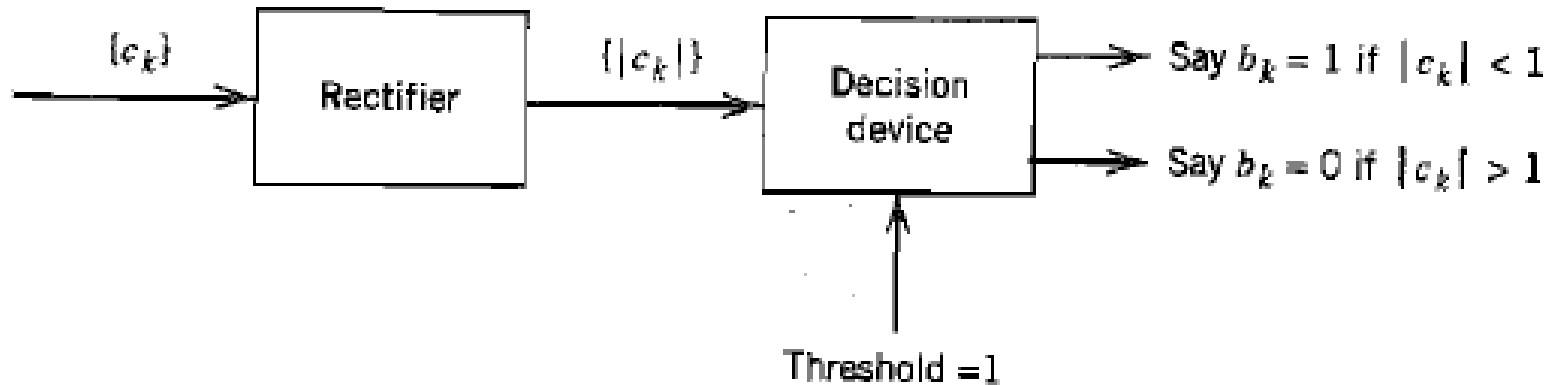 {c_k}
Rectifier
{|c_k|}
Decision
device
Say b_k = 1 if |c_k| < 1
Say b_k = 0 if |c_k| > 1
Threshold = 1